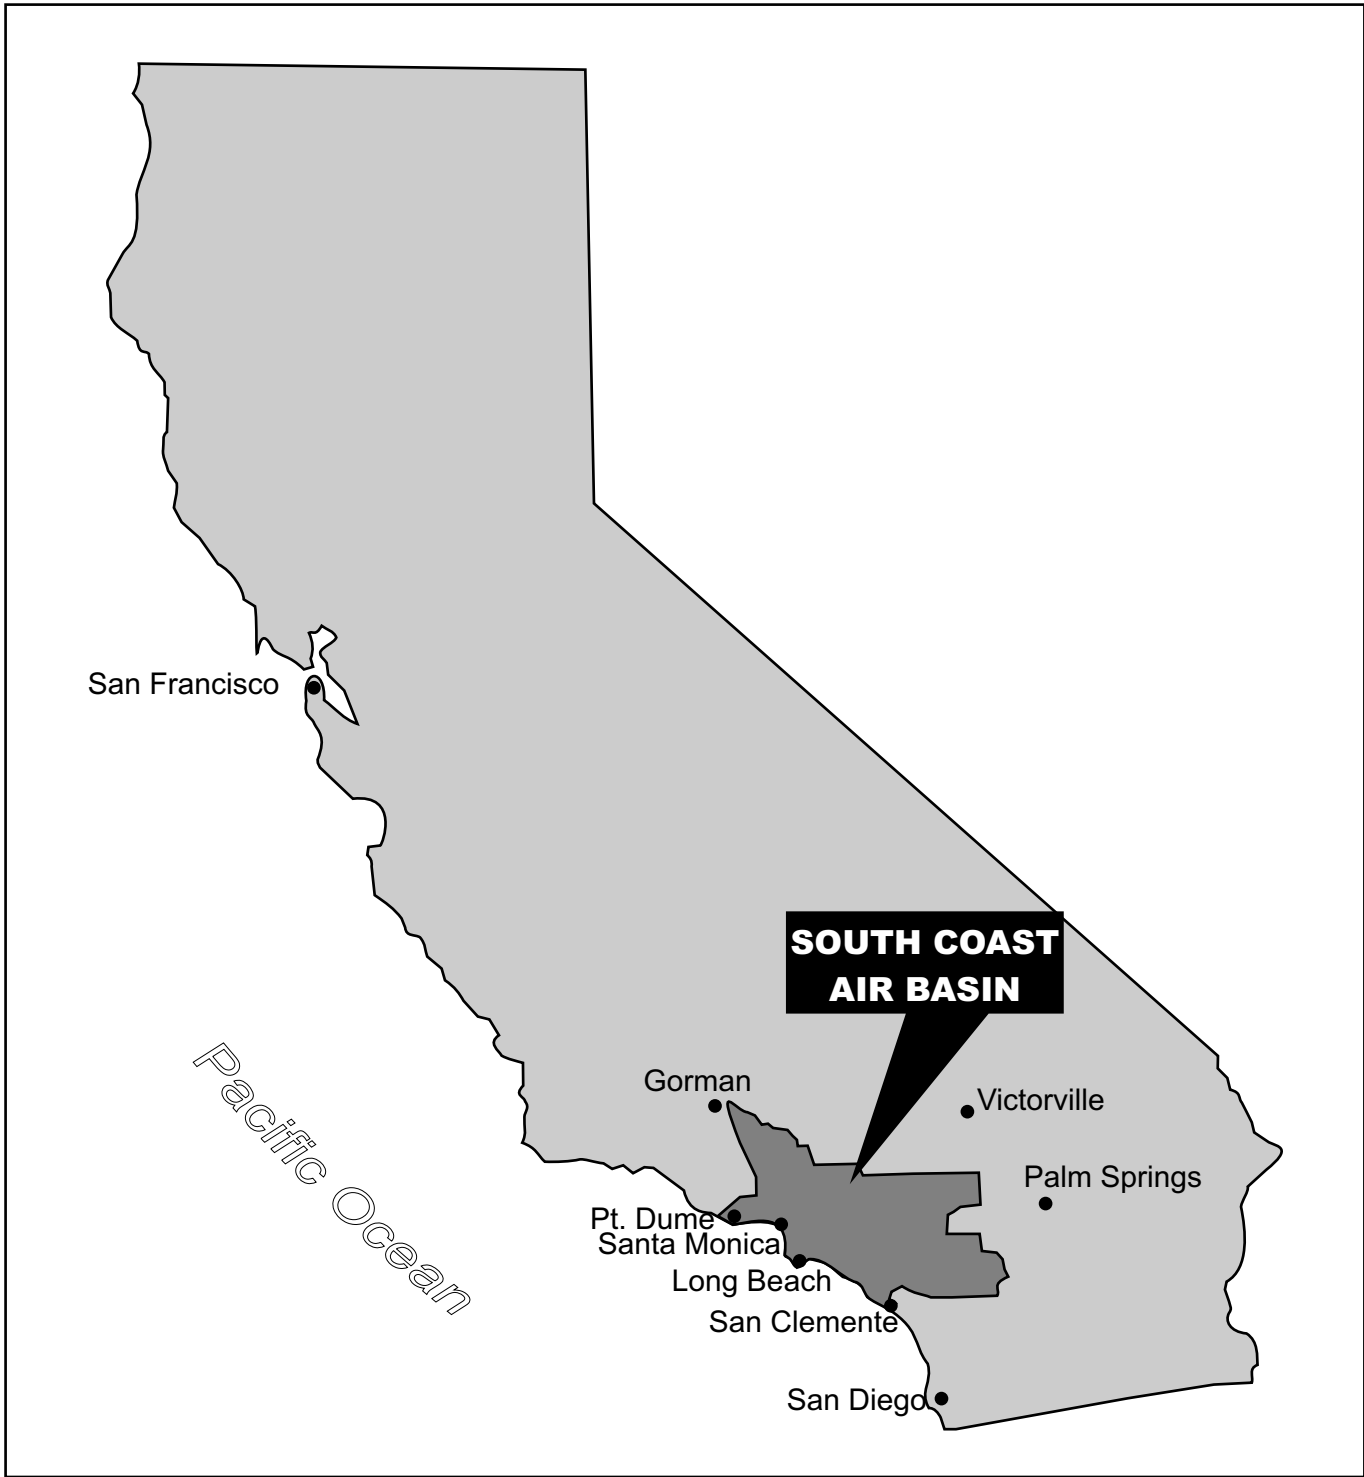 San Francisco
SOUTH COAST
AIR BASIN
Pacific Ocean
Gorman
Victorville
Palm Springs
Pt. Dume
Santa Monica
Long Beach
San Clemente
San Diego